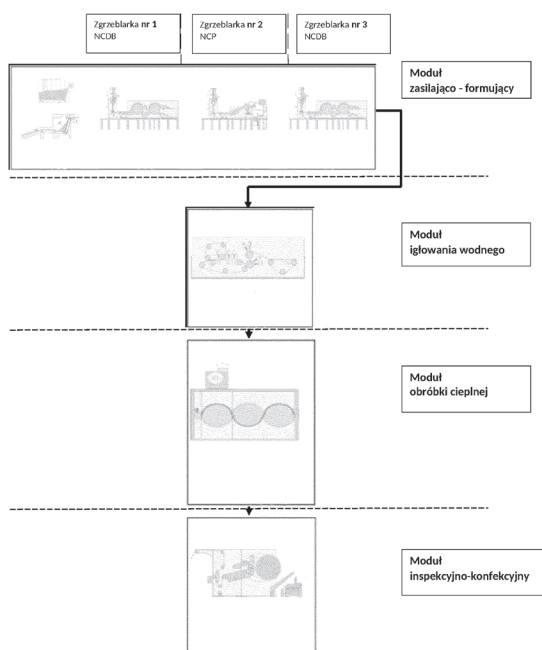 Zgrzeblarka nr 1
NCDB
Zgrzeblarka nr 2
NCP
Zgrzeblarka nr 3
NCDB
Moduł
zasilająco - formujący
Moduł
igłowania wodnego
Moduł
obróbki cieplnej
Moduł
inspekcyjno-konfekcyjny